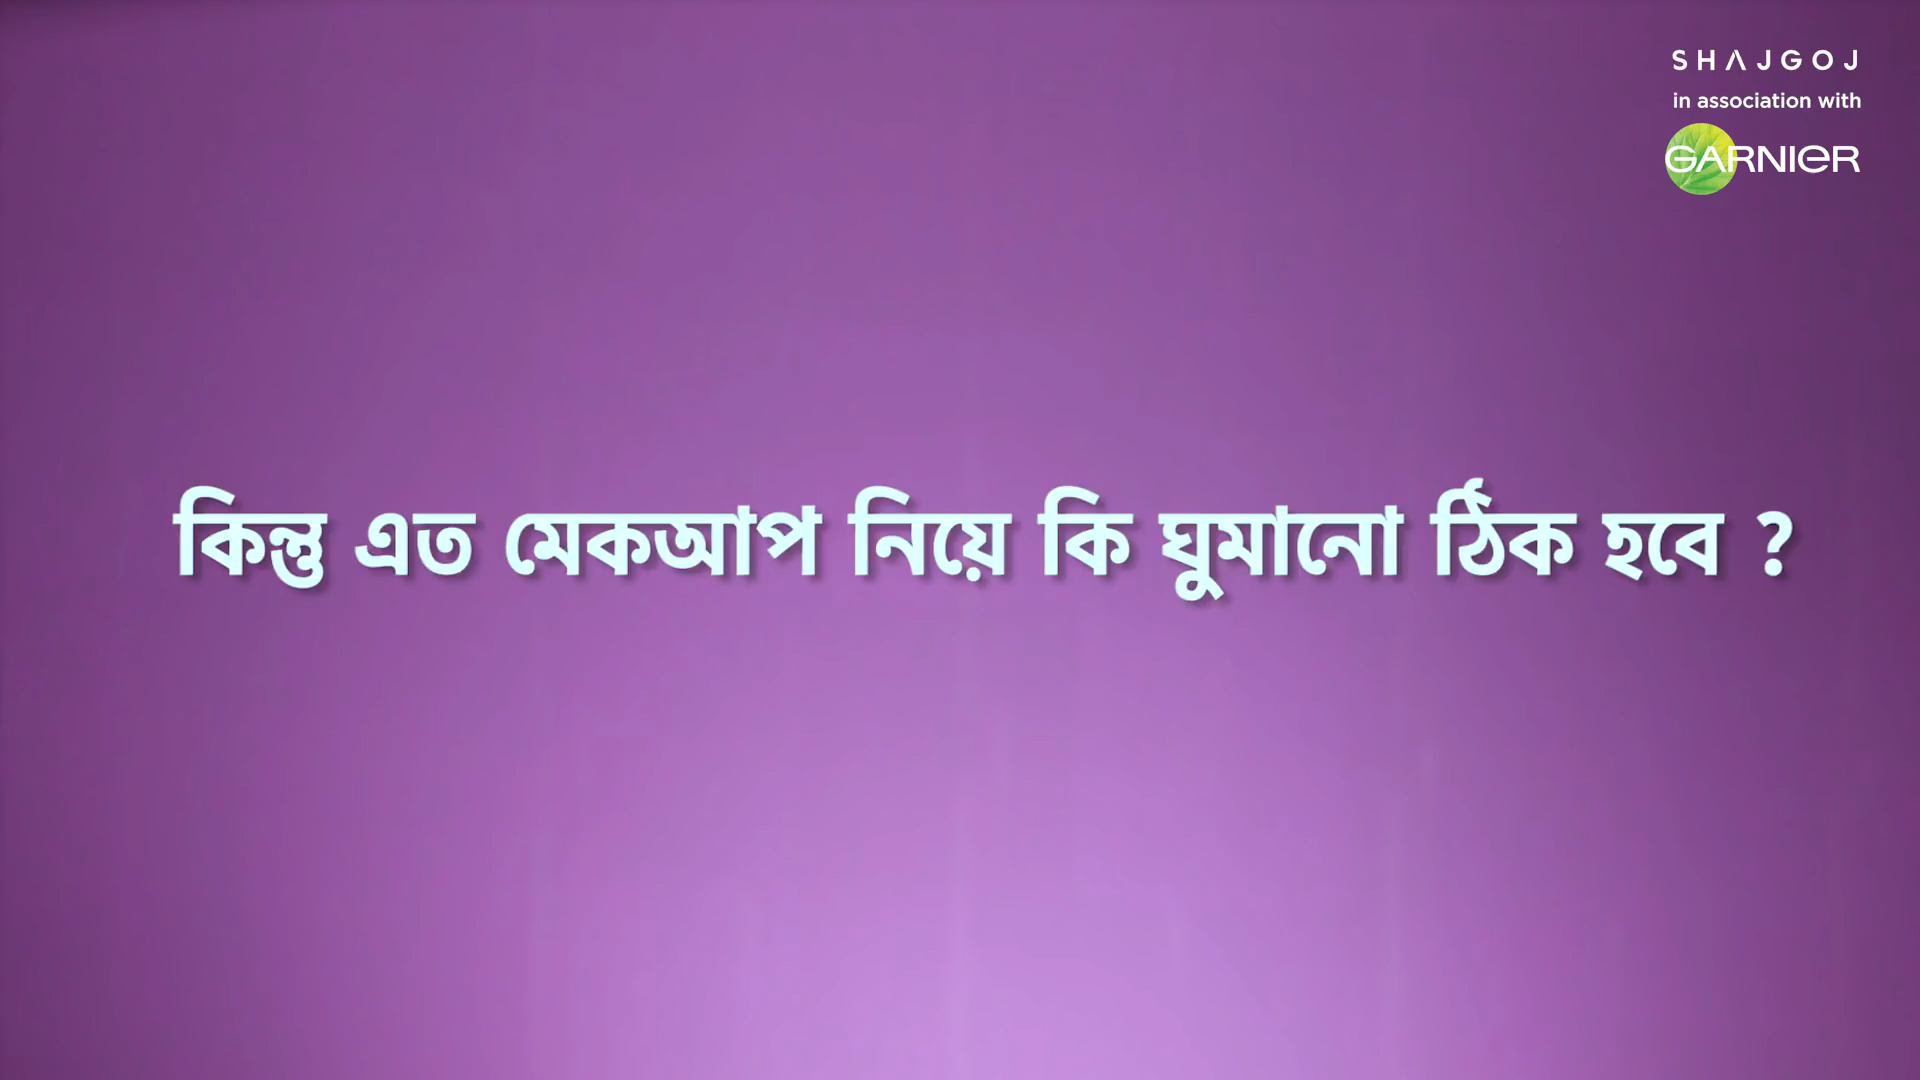 SHAJGOJ
in association with
GARNIER
কিন্তু এত মেকআপ নিয়ে কি ঘুমানো ঠিক হবে ?